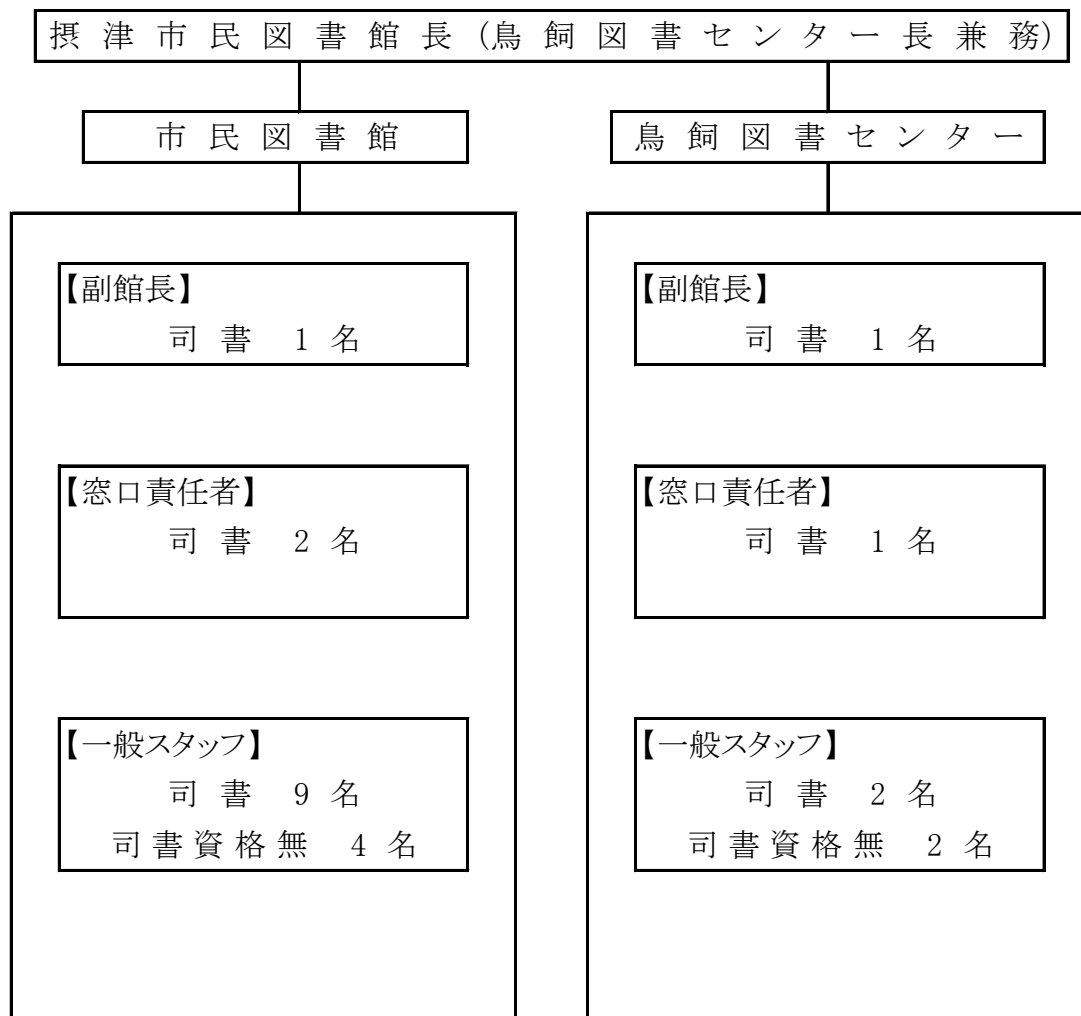 摂津市民図書館長(鳥飼図書センター長兼務)
市民図書館
【副館長】
司書 1名
【窓口責任者】
司書 2名
【一般スタッフ】
司書 9名
司書資格無 4名
鳥飼図書センター
【副館長】
司書 1名
【窓口責任者】
司書 1名
【一般スタッフ】
司書 2名
司書資格無 2名